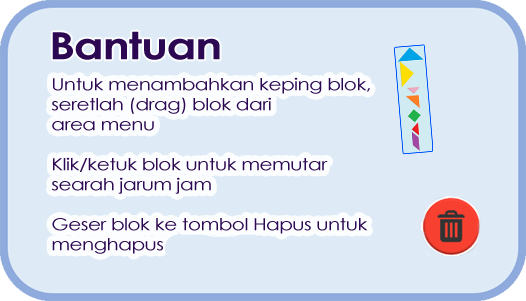 Bantuan
Untuk menambahkan keping blok,
seretlah (drag) blok dari
area menu
Klik/ketuk blok untuk memutar
searah jarum jam
Geser blok ke tombol Hapus untuk
menghapus